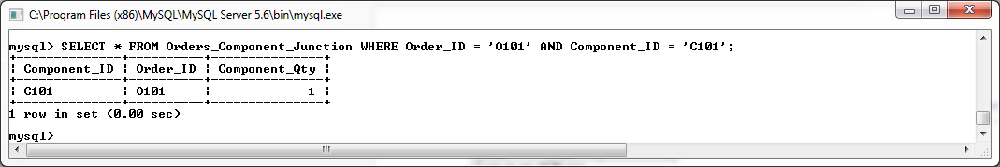 C:\Program Files (x86)\MySQL\MySQL Server 5.6\bin\mysql.exe
mysql> SELECT * FROM Orders_Component_Junction WHERE Order_ID = 'O101' AND Component_ID = 'C101';
+--------------+----------+---------------+
| Component_ID | Order_ID | Component_Qty |
+--------------+----------+---------------+
| C101         | O101     |             1 |
+--------------+----------+---------------+
1 row in set (0.00 sec)
mysql>